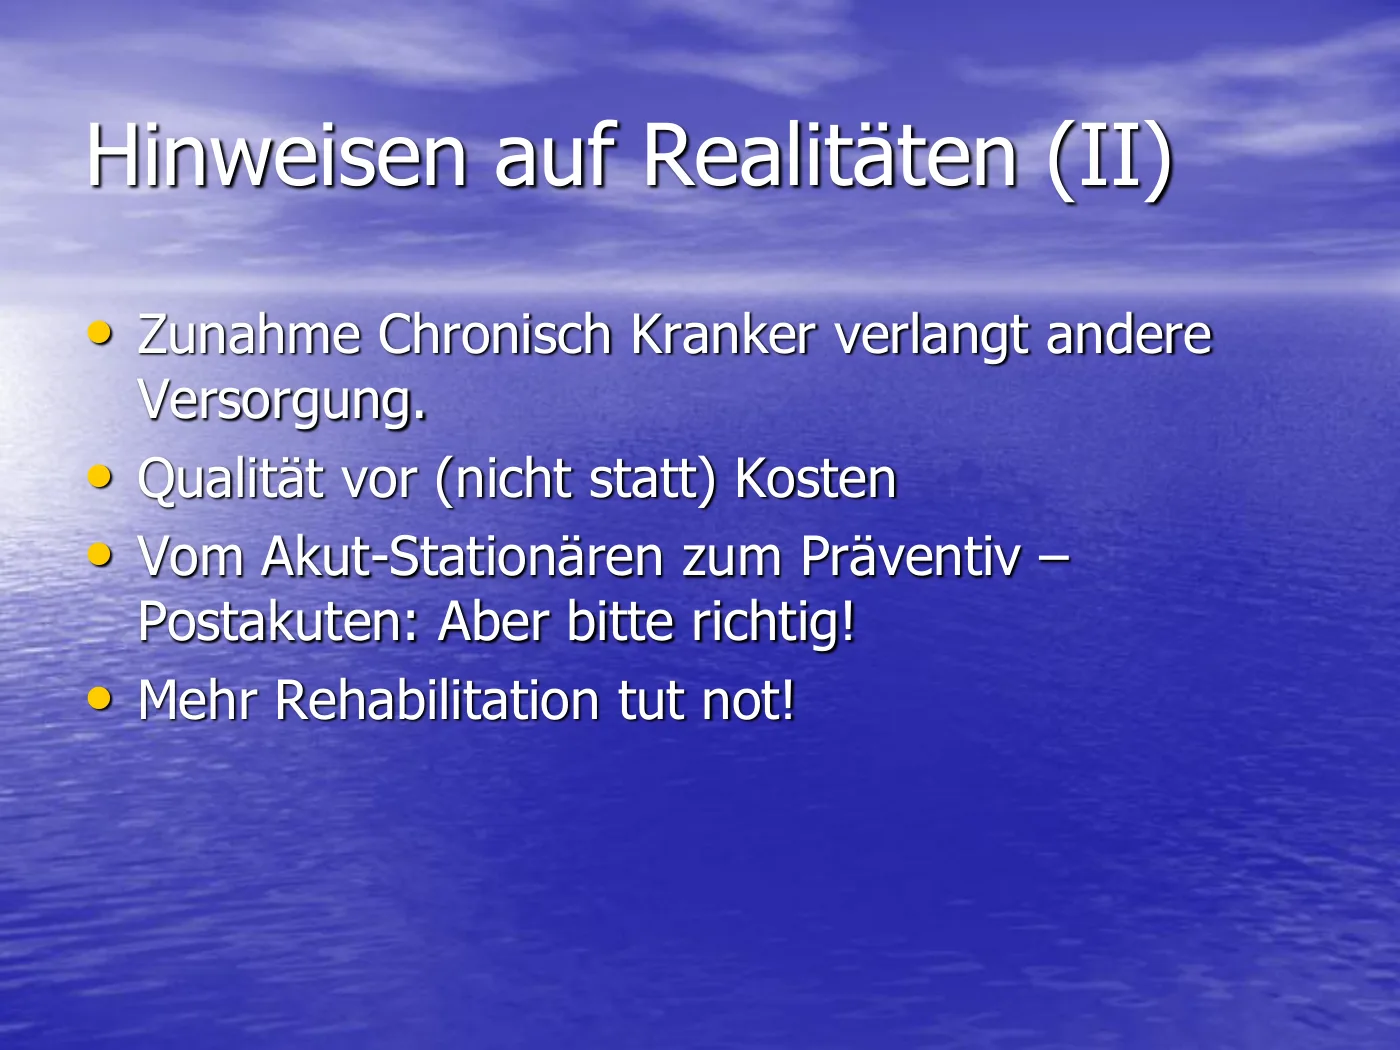 Hinweisen auf Realitäten (II)
• Zunahme Chronisch Kranker verlangt andere
Versorgung.
• Qualität vor (nicht statt) Kosten
• Vom Akut-Stationären zum Präventiv –
Postakuten: Aber bitte richtig!
• Mehr Rehabilitation tut not!